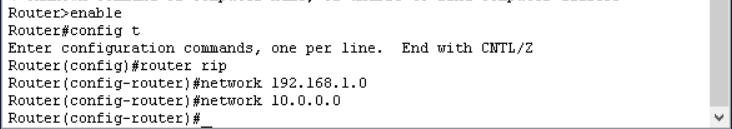 Router>enable
Router#config t
Enter configuration commands, one per line.  End with CNTL/Z
Router(config)#router rip
Router(config-router)#network 192.168.1.0
Router(config-router)#network 10.0.0.0
Router(config-router)#_